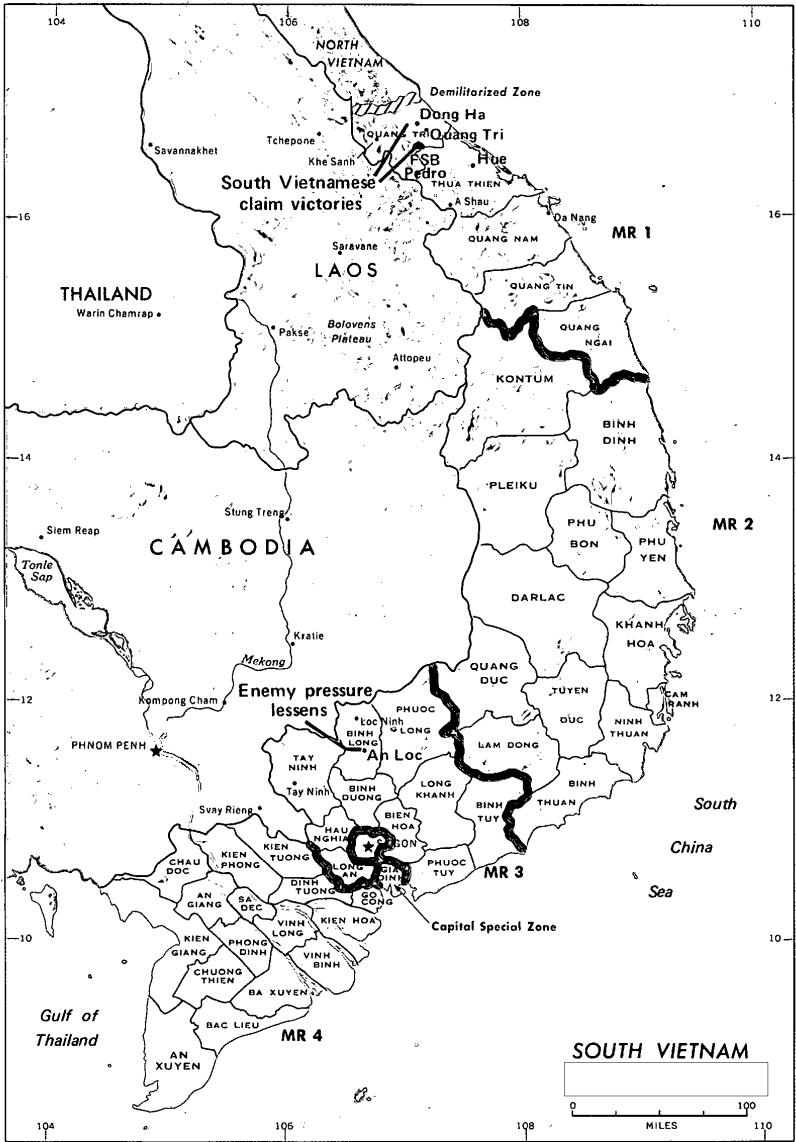 104
106
108
110
NORTH
VIETNAM
Demilitarized Zone
Dong Ha
QUANG TRI
Quang Tri
Tchepone
Savannakhet
Khe Sanh
FSB
Pedro
Hue
South Vietnamese
claim victories
THUA THIEN
A Shau
16
16
Da Nang
MR 1
QUANG NAM
Saravane
LAOS
QUANG TIN
THAILAND
Warin Chamrap
Pakse
Bolovens
Plateau
QUANG
NGAI
Attopeu
KONTUM
BINH
DINH
14
14
PLEIKU
Stung Treng
Siem Reap
CAMBODIA
PHU
BON
PHU
YEN
MR 2
Tonle
Sap
DARLAC
KHANH
HOA
Kratie
Mekong
QUANG
DUC
Enemy pressure
lessens
12
12
Kompong Cham
TUYEN
DUC
CAM
RANH
PHUOC
LONG
Loc Ninh
BINH
LONG
NINH
THUAN
PHNOM PENH
An Loc
LAM DONG
TAY
NINH
Tay Ninh
BINH
DUONG
LONG
KHANH
BINH
TUY
BINH
THUAN
Svay Rieng
BIEN
HOA
HAU
NGHIA
SAIGON
South
China
Sea
KIEN
TUONG
KIEN
PHONG
CHAU
DOC
LONG
AN
GIA
DINH
PHUOC
TUY
MR 3
DINH
TUONG
GO
CONG
AN
GIANG
SA
DEC
VINH
LONG
KIEN HOA
Capital Special Zone
10
10
KIEN
GIANG
PHONG
DINH
VINH
BINH
CHUONG
THIEN
BA XUYEN
Gulf of
Thailand
BAC LIEU
MR 4
AN
XUYEN
SOUTH VIETNAM
0
100
MILES
104
106
108
110